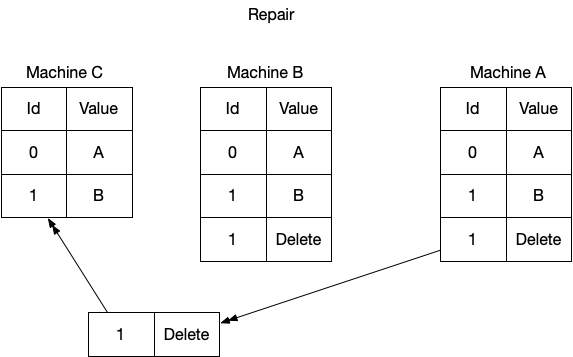 Repair
Machine C Machine B Machine A
Id Value Id Value Id Value
0 A 0 A 0 A
1 B 1 B 1 B
1 Delete 1 Delete
1 Delete